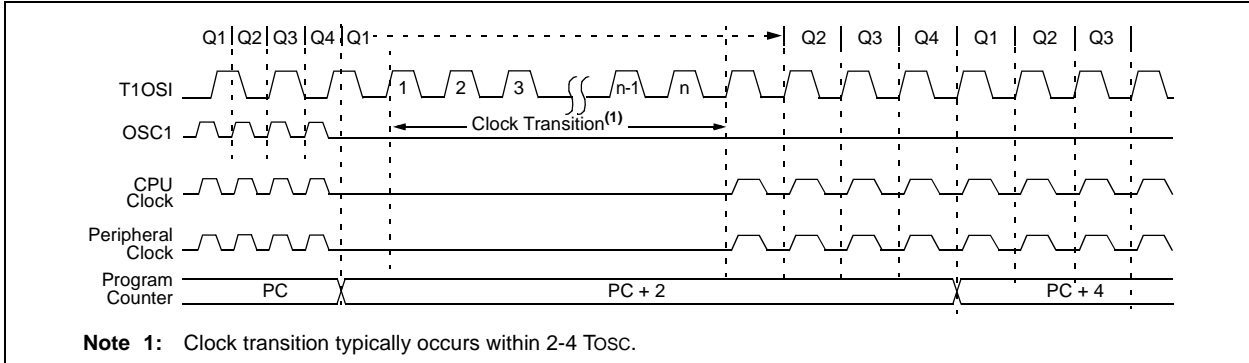 Q1 Q2 Q3 Q4 Q1 Q2 Q3 Q4 Q1 Q2 Q3
T1OSI 1 2 3 n-1 n
Clock Transition(1)
OSC1
CPU
Clock
Peripheral
Clock
Program
Counter
PC PC + 2 PC + 4
Note 1: Clock transition typically occurs within 2-4 TOSC.